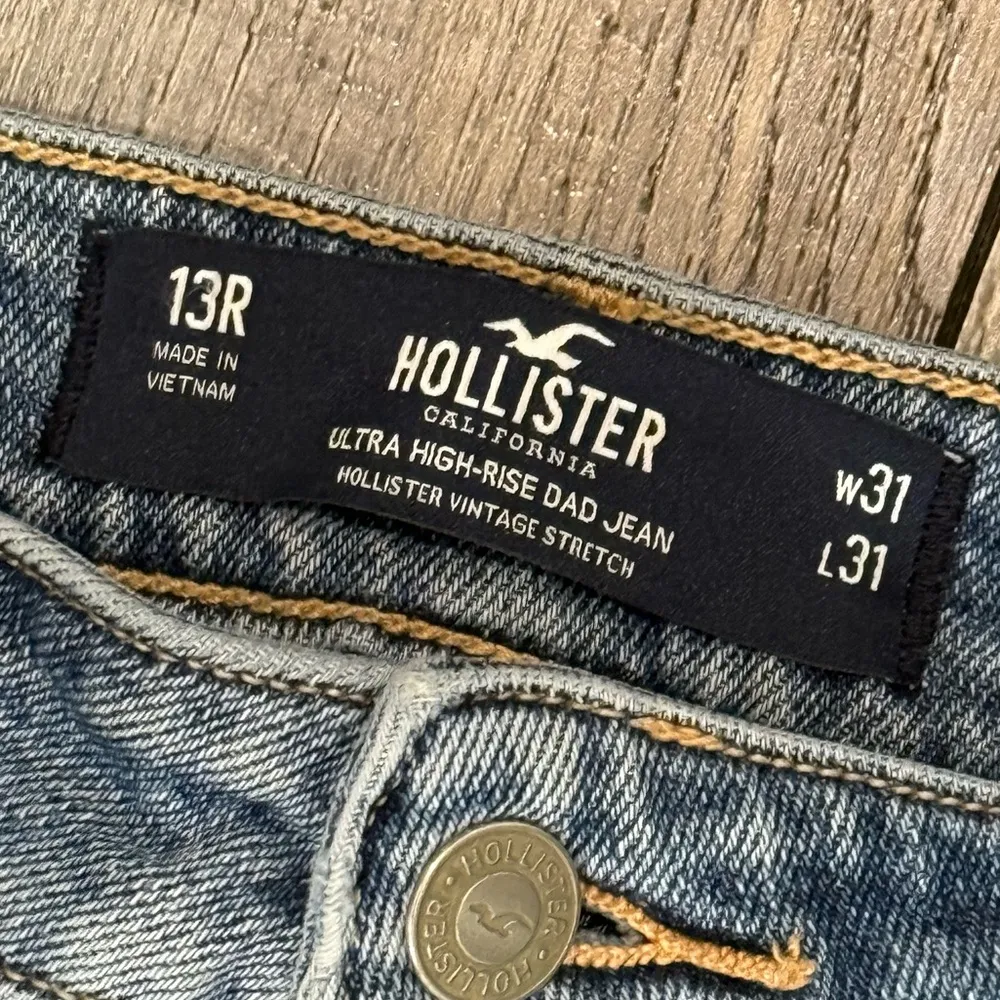 13R
MADE IN
VIETNAM
HOLLISTER
CALIFORNIA
ULTRA HIGH-RISE DAD JEAN
HOLLISTER VINTAGE STRETCH
W31
L31
HOLLISTER · HOLLISTER ·